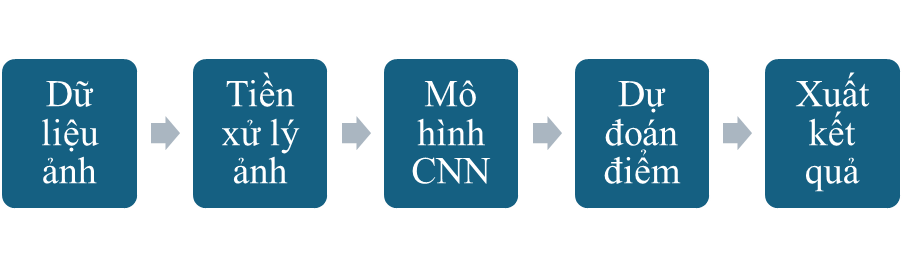 Dữ
liệu
ảnh
Tiền
xử lý
ảnh
Mô
hình
CNN
Dự
đoán
điểm
Xuất
kết
quả